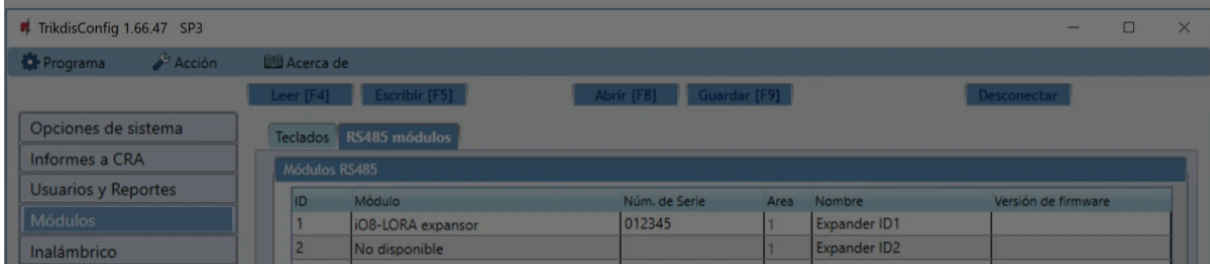 TrikdisConfig 1.66.47 SP3
Programa Acción Acerca de
Leer [F4] Escribir [F5] Abrir [F8] Guardar [F9] Desconectar
Opciones de sistema
Informes a CRA
Usuarios y Reportes
Módulos
Inalámbrico
Teclados RS485 módulos
Módulos RS485
ID Módulo Núm. de Serie Area Nombre Versión de firmware
1 iO8-LORA expansor 012345 1 Expander ID1
2 No disponible 1 Expander ID2